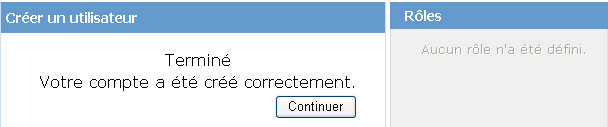 Créer un utilisateur
Terminé
Votre compte a été créé correctement.
Continuer
Rôles
Aucun rôle n'a été défini.